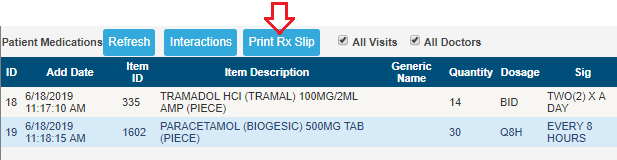 Patient Medications Refresh Interactions Print Rx Slip All Visits All Doctors
ID Add Date Item ID Item Description Generic Name Quantity Dosage Sig
18 6/18/2019 11:17:10 AM 335 TRAMADOL HCl (TRAMAL) 100MG/2ML AMP (PIECE) 14 BID TWO(2) X A DAY
19 6/18/2019 11:18:15 AM 1602 PARACETAMOL (BIOGESIC) 500MG TAB (PIECE) 30 Q8H EVERY 8 HOURS